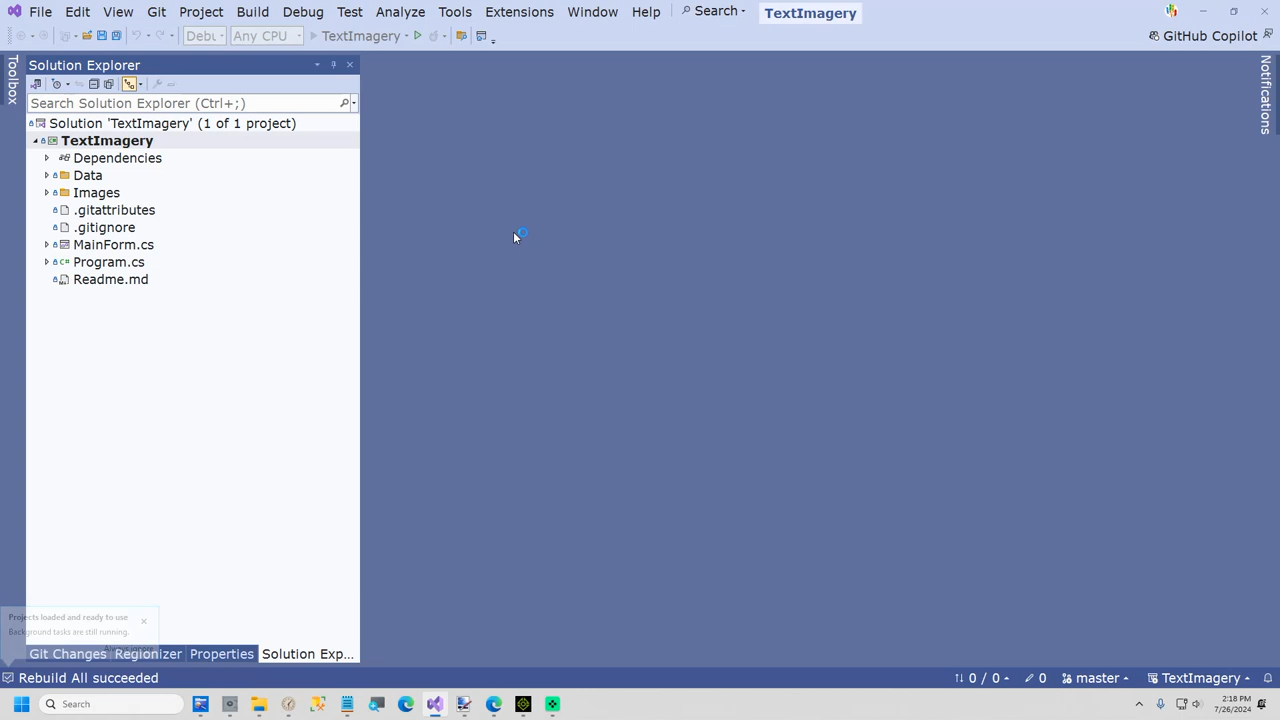 File Edit View Git Project Build Debug Test Analyze Tools Extensions Window Help Search TextImagery
Debu Any CPU TextImagery GitHub Copilot
Toolbox
Solution Explorer
Notifications
Search Solution Explorer (Ctrl+;)
Solution 'TextImagery' (1 of 1 project)
TextImagery
Dependencies
Data
Images
.gitattributes
.gitignore
MainForm.cs
C# Program.cs
Readme.md
Projects loaded and ready to use
Background tasks are still running.
Always ignore
Git Changes Regionizer Properties Solution Exp...
Rebuild All succeeded 0 / 0 0 master TextImagery
Search 2:18 PM
7/26/2024